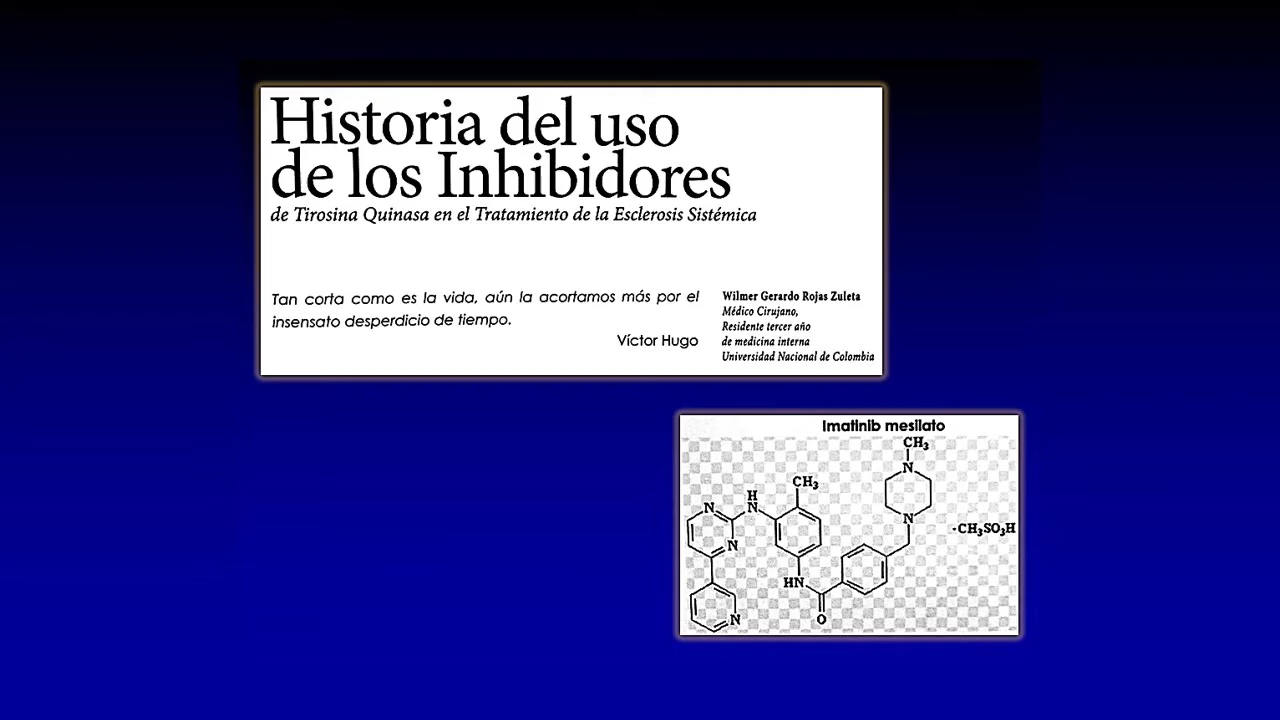 Historia del uso
de los Inhibidores
de Tirosina Quinasa en el Tratamiento de la Esclerosis Sistémica
Tan corta como es la vida, aún la acortamos más por el
insensato desperdicio de tiempo.
Víctor Hugo
Wilmer Gerardo Rojas Zuleta
Médico Cirujano,
Residente tercer año
de medicina interna
Universidad Nacional de Colombia
Imatinib mesilato
CH₃
N
CH₃
H
N
N
N
N
·CH₃SO₃H
HN
O
N